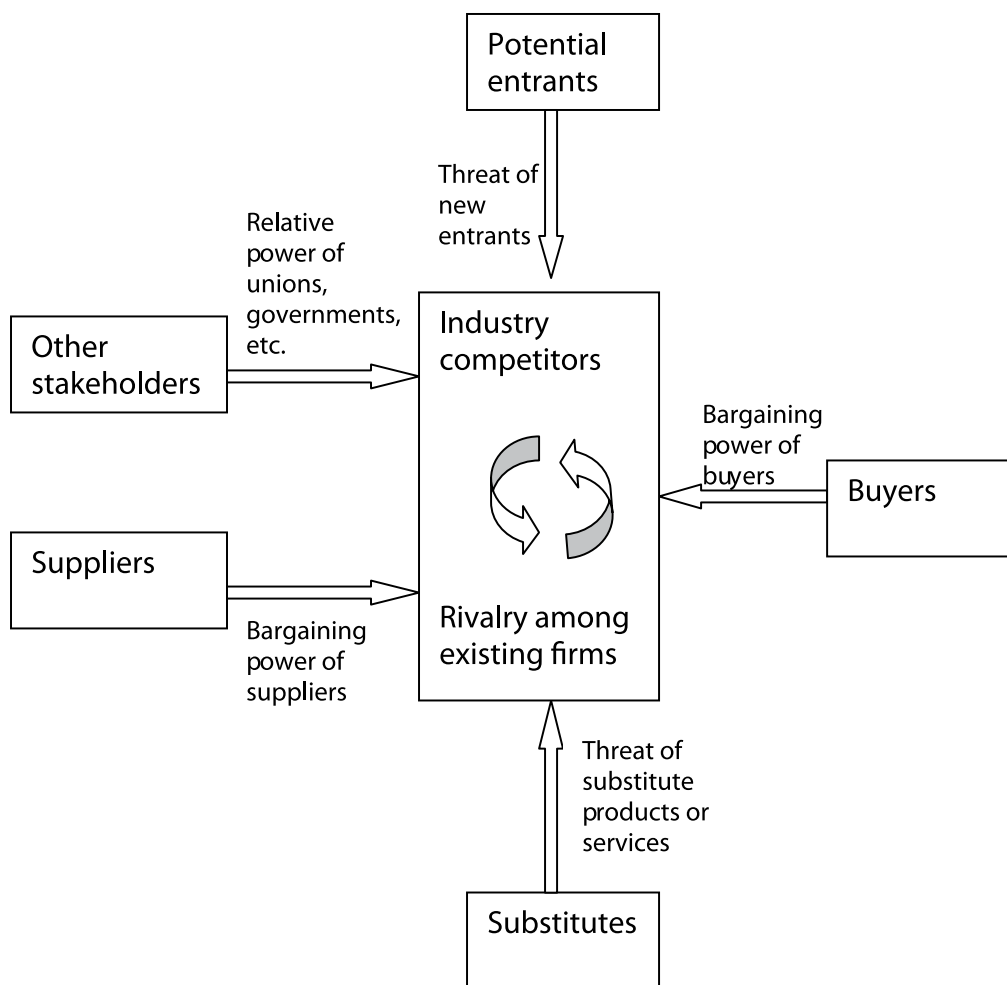 Potential
entrants
Threat of
new
entrants
Relative
power of
unions,
governments,
etc.
Other
stakeholders
Industry
competitors
Bargaining
power of
buyers
Buyers
Suppliers
Bargaining
power of
suppliers
Rivalry among
existing firms
Threat of
substitute
products or
services
Substitutes